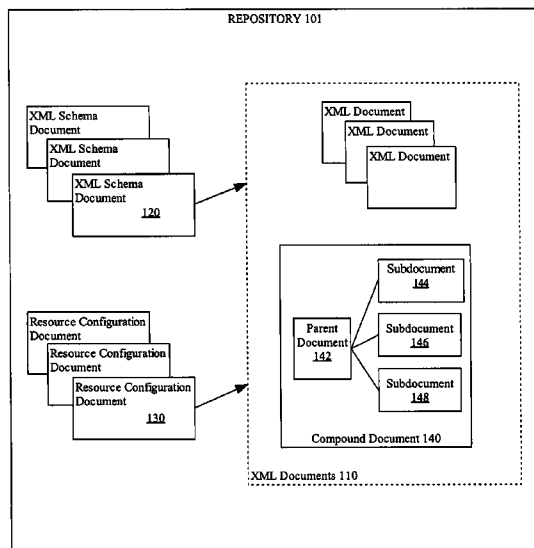 REPOSITORY 101
XML Schema
Document
XML Schema
Document
XML Schema
Document
120
XML Document
XML Document
XML Document
Resource Configuration
Document
Resource Configuration
Document
Resource Configuration
Document
130
Parent
Document
142
Subdocument
144
Subdocument
146
Subdocument
148
Compound Document 140
XML Documents 110